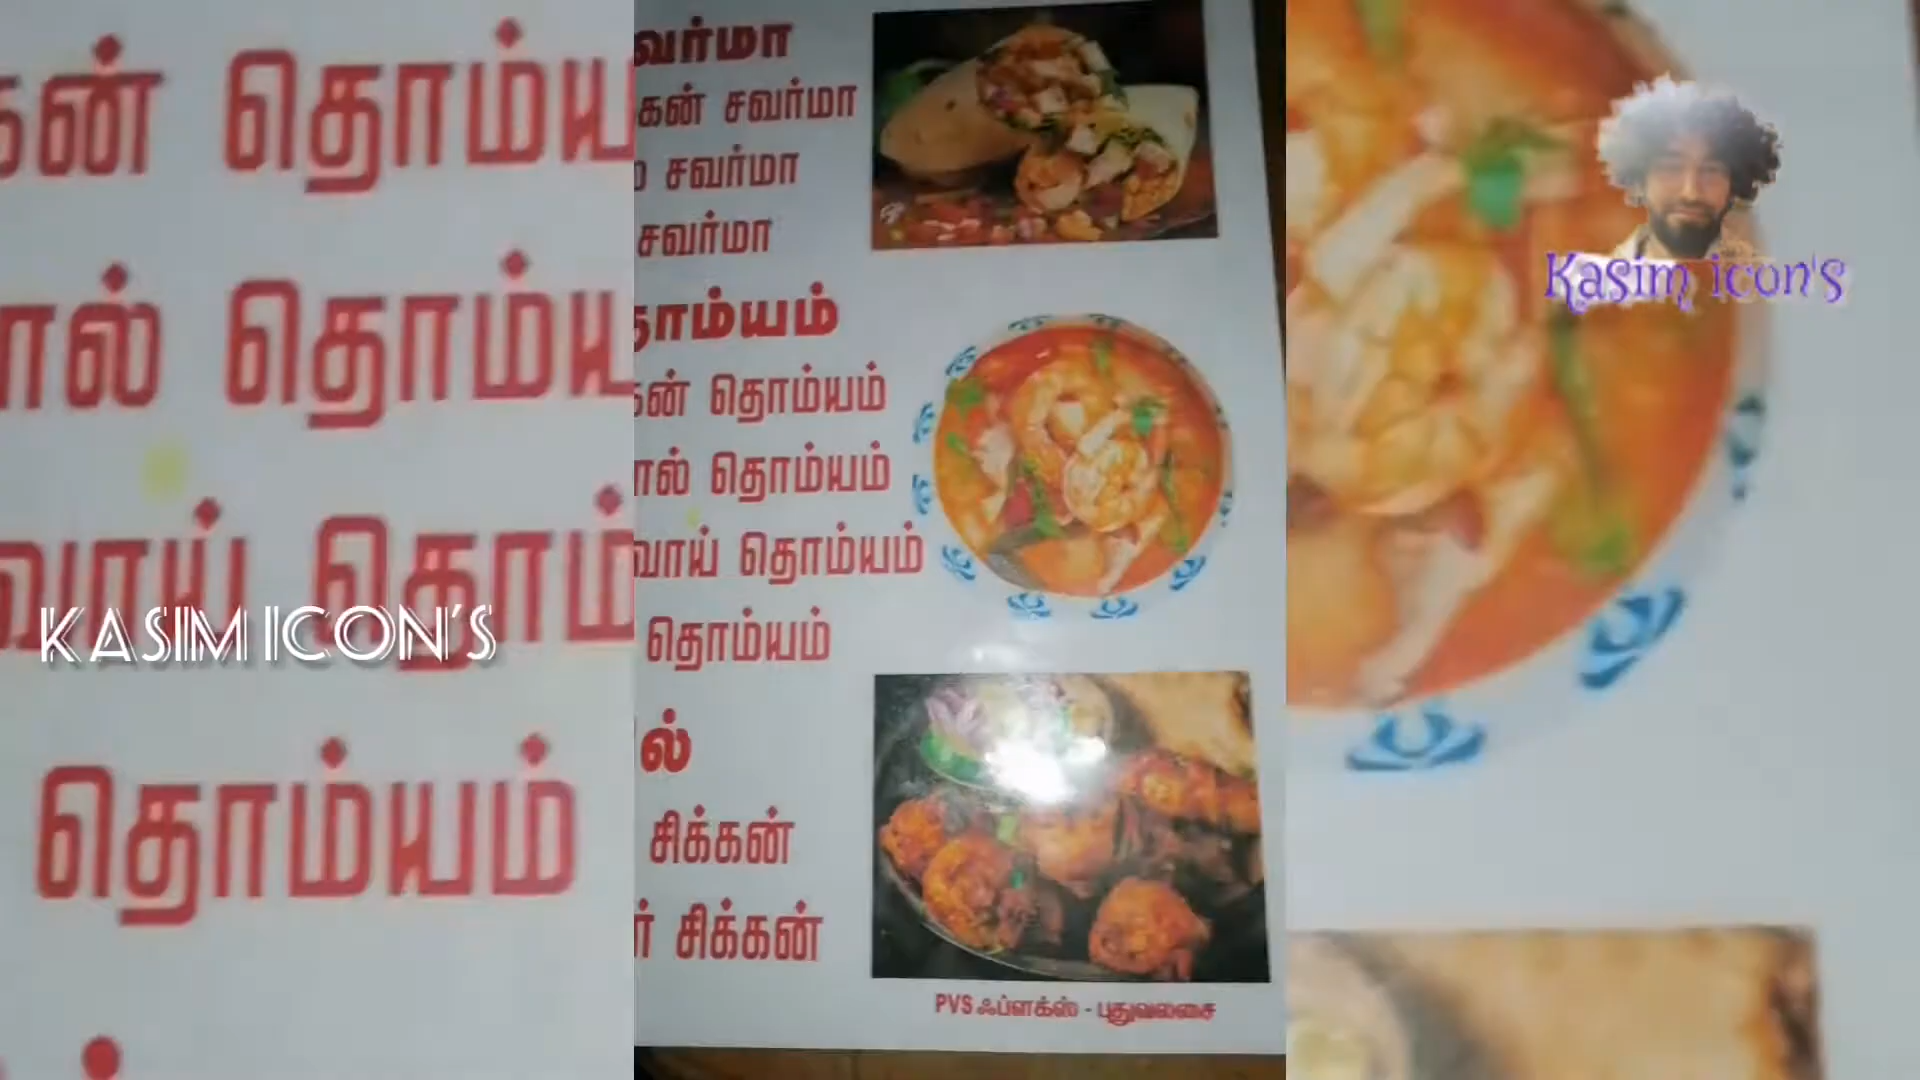 வர்மா
கன் சவர்மா
சவர்மா
சவர்மா
தாம்யம்
கன் தொம்யம்
ால் தொம்யம்
வாய் தொம்யம்
தொம்யம்
ல்
சிக்கன்
ர் சிக்கன்
PVS ஃப்ளக்ஸ் - புதுவலசை
KASIM ICON'S
Kasim icon's